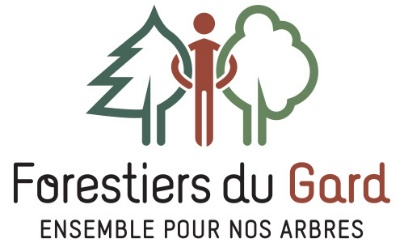 Forestiers du Gard
ENSEMBLE POUR NOS ARBRES